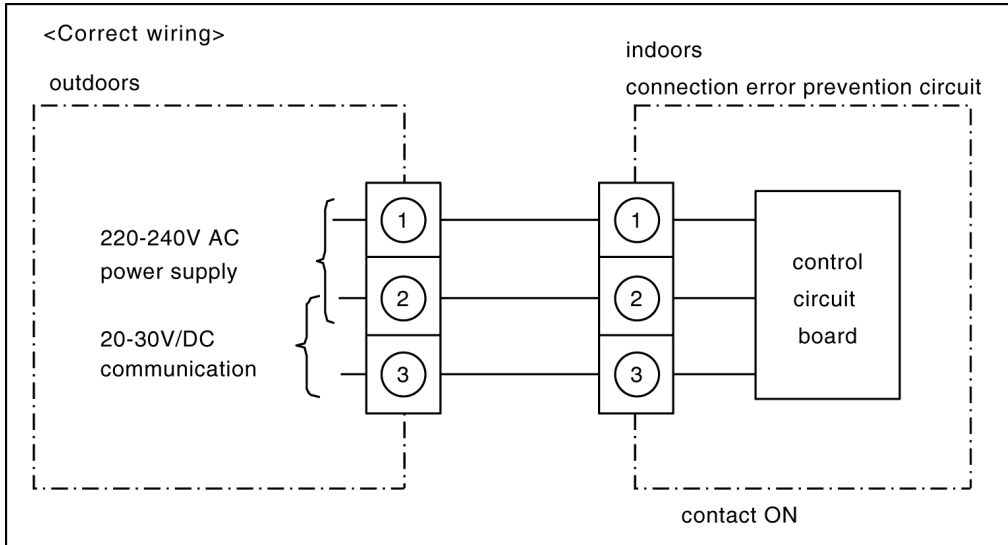 <Correct wiring>
outdoors
indoors
connection error prevention circuit
220-240V AC
power supply
20-30V/DC
communication
1
2
3
1
2
3
control
circuit
board
contact ON